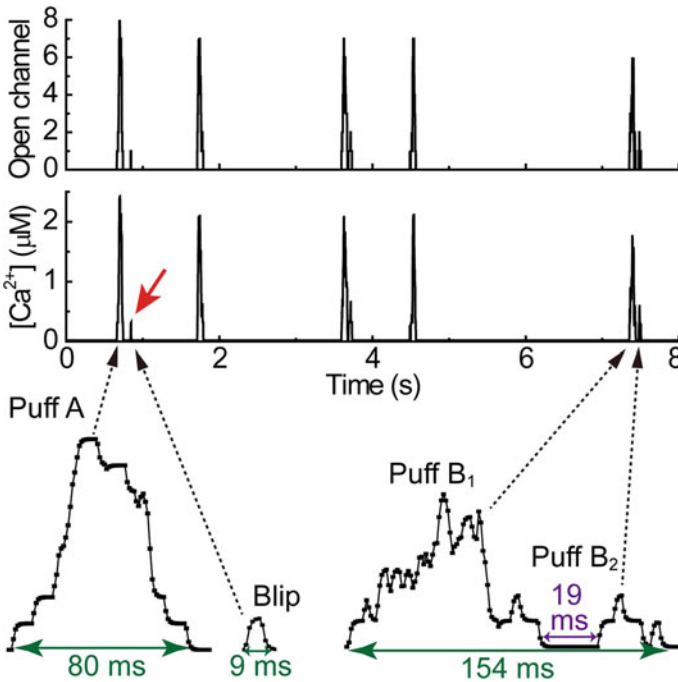 Open channel
8
6
4
2
0
[Ca²⁺] (μM)
2
1
0
0 2 4 6 8
Time (s)
Puff A
Puff B₁
Puff B₂
Blip
19
ms
80 ms
9 ms
154 ms